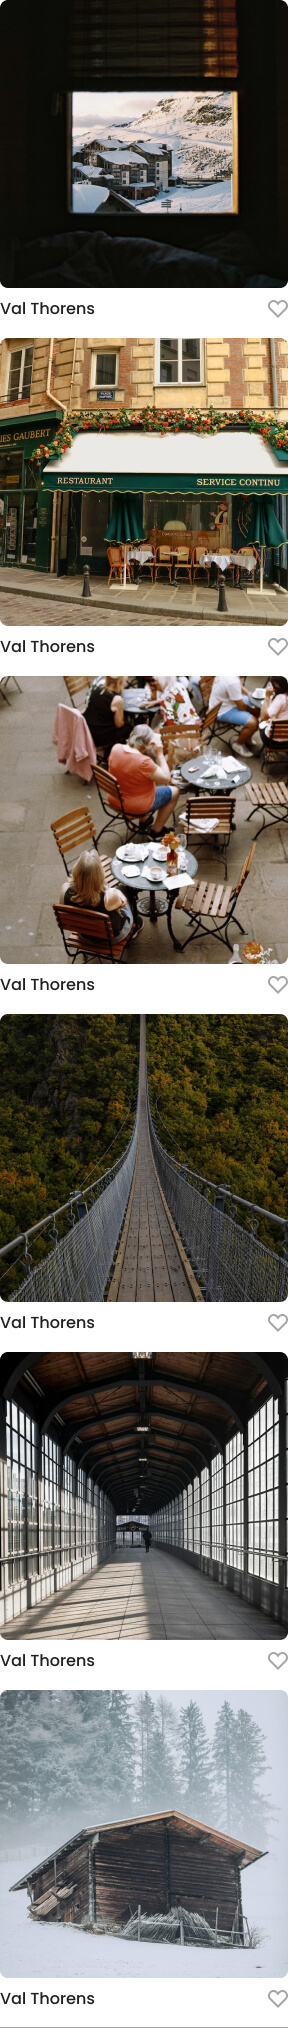 Val Thorens
IES GAUBERT
RESTAURANT
SERVICE CONTINU
Val Thorens
Val Thorens
Val Thorens
Val Thorens
Val Thorens